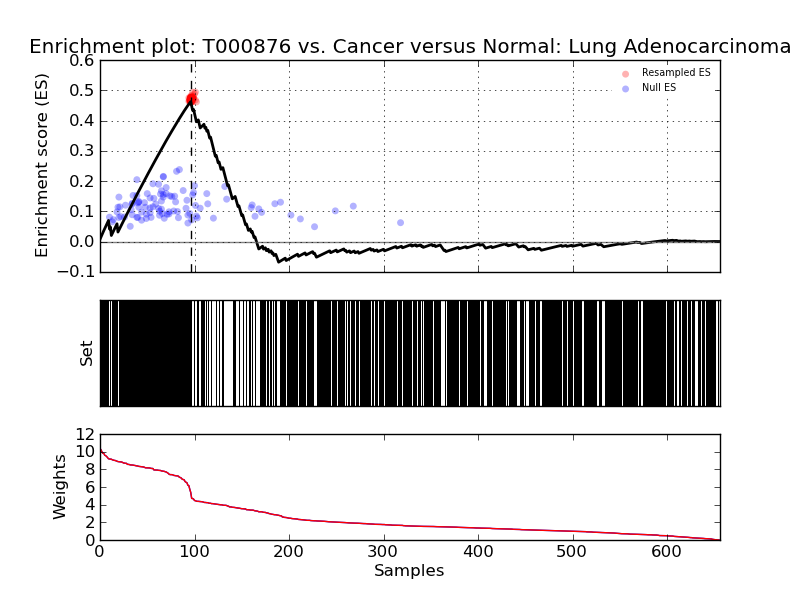 Enrichment plot: T000876 vs. Cancer versus Normal: Lung Adenocarcinoma
0.6
0.5
0.4
0.3
0.2
0.1
0.0
−0.1
Enrichment score (ES)
Resampled ES
Null ES
Set
12
10
8
6
4
2
0
Weights
0 100 200 300 400 500 600
Samples